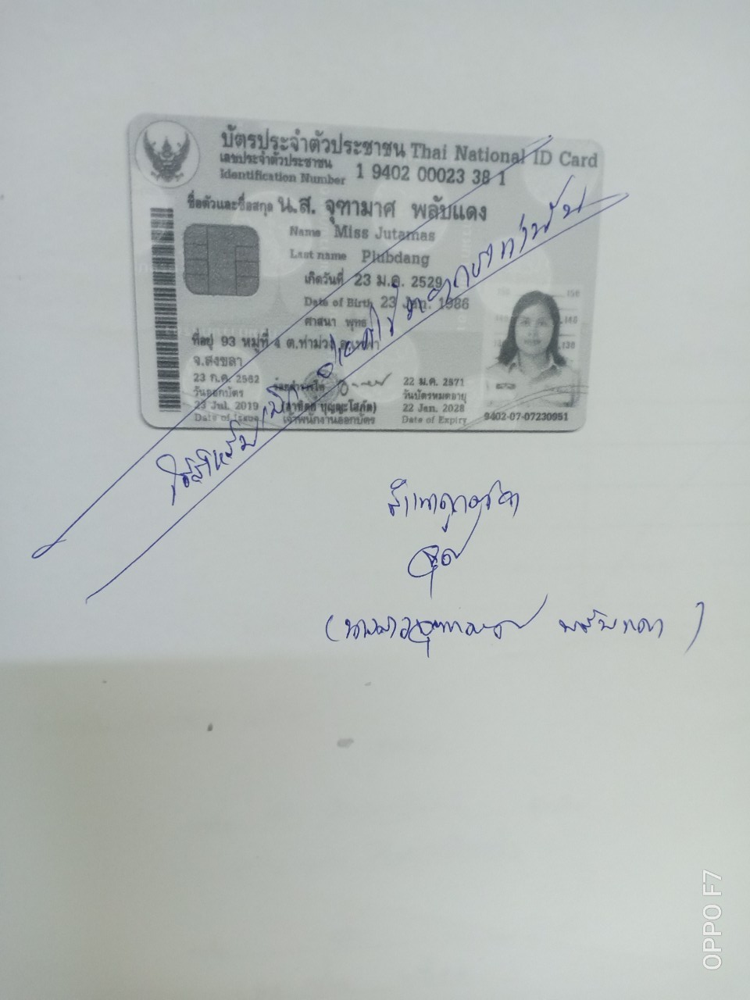 บัตรประจำตัวประชาชน Thai National ID Card
เลขประจำตัวประชาชน
Identification Number 1 9402 00023 38 1
ชื่อตัวและชื่อสกุล น.ส. จุฑามาศ พลับแดง
Name Miss Jutamas
Last name Plubdang
เกิดวันที่ 23 ม.ค. 2529
Date of Birth 23 Jan. 1986
ศาสนา พุทธ
ที่อยู่ 93 หมู่ที่ 4 ต.ท่าม่วง อ.เทพา
จ.สงขลา
23 ก.ค. 2562
วันออกบัตร
23 Jul. 2019
Date of Issue
เจ้าพนักงานออกบัตร
22 ม.ค. 2571
วันบัตรหมดอายุ
22 Jan. 2028
Date of Expiry
150
140
130
9402-07-07230951
ใช้สำหรับ
สำเนาถูกต้อง
(นางสาวจุฑามาศ พลับแดง)
OPPO F7